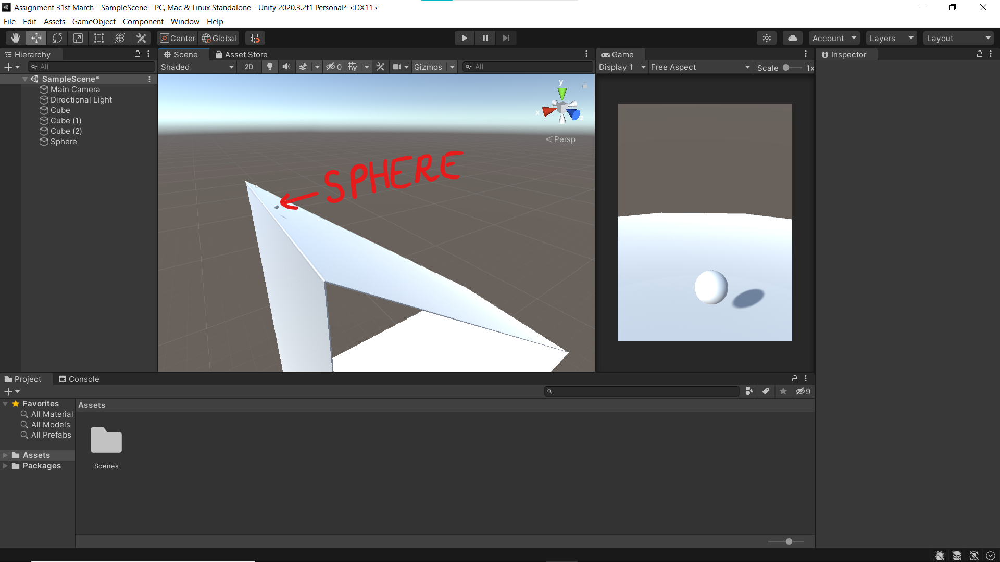 Assignment 31st March - SampleScene - PC, Mac & Linux Standalone - Unity 2020.3.2f1 Personal* <DX11>
File Edit Assets GameObject Component Window Help
Center Global Account Layers Layout
Hierarchy
All
SampleScene*
Main Camera
Directional Light
Cube
Cube (1)
Cube (2)
Sphere
Scene Asset Store
Shaded 2D 0 Gizmos All
y
x
z
Persp
SPHERE
Game
Display 1 Free Aspect Scale 1x
Inspector
Project Console
9
Favorites
All Materials
All Models
All Prefabs
Assets
Packages
Assets
Scenes